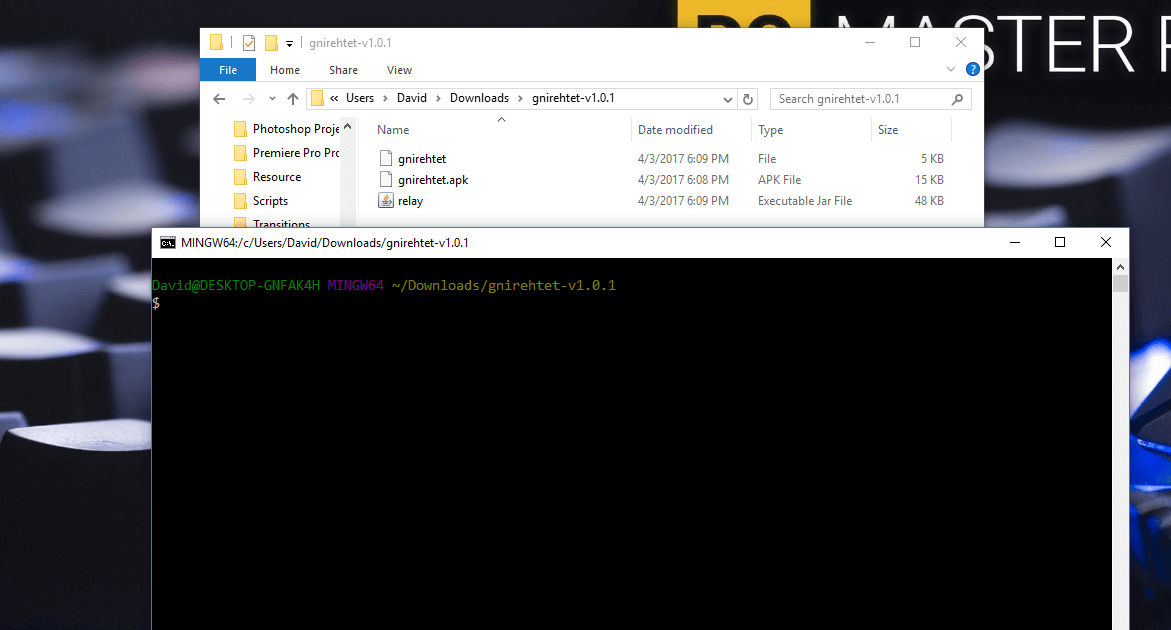 PC MASTER R
gnirehtet-v1.0.1
File Home Share View
« Users > David > Downloads > gnirehtet-v1.0.1
Search gnirehtet-v1.0.1
Name Date modified Type Size
Photoshop Proje
Premiere Pro Prc
Resource
Scripts
Transitions
gnirehtet 4/3/2017 6:09 PM File 5 KB
gnirehtet.apk 4/3/2017 6:08 PM APK File 15 KB
relay 4/3/2017 6:09 PM Executable Jar File 48 KB
MINGW64:/c/Users/David/Downloads/gnirehtet-v1.0.1
David@DESKTOP-GNFAK4H MINGW64 ~/Downloads/gnirehtet-v1.0.1
$